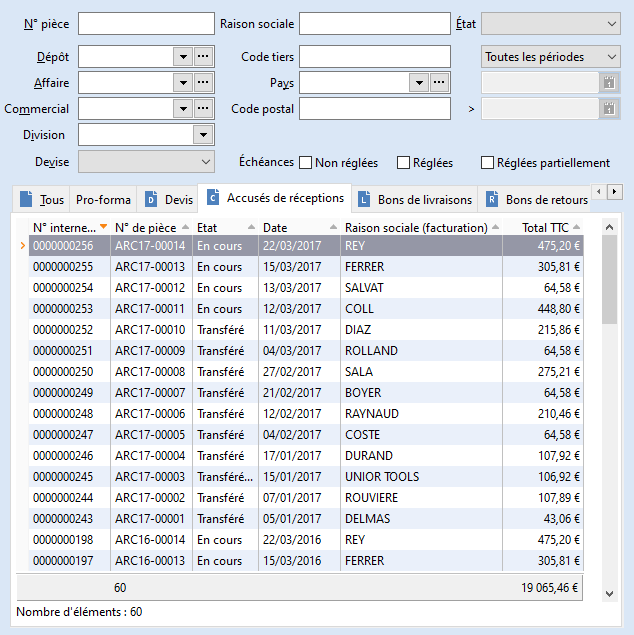 N° pièce Raison sociale État
Dépôt Code tiers Toutes les périodes
Affaire Pays
Commercial Code postal >
Division
Devise Échéances Non réglées Réglées Réglées partiellement
Tous Pro-forma D Devis C Accusés de réceptions L Bons de livraisons R Bons de retours
N° interne... N° de pièce Etat Date Raison sociale (facturation) Total TTC
0000000256 ARC17-00014 En cours 22/03/2017 REY 475,20 €
0000000255 ARC17-00013 En cours 15/03/2017 FERRER 305,81 €
0000000254 ARC17-00012 En cours 13/03/2017 SALVAT 64,58 €
0000000253 ARC17-00011 En cours 12/03/2017 COLL 448,80 €
0000000252 ARC17-00010 Transféré 11/03/2017 DIAZ 215,86 €
0000000251 ARC17-00009 Transféré 04/03/2017 ROLLAND 64,58 €
0000000250 ARC17-00008 Transféré 27/02/2017 SALA 275,21 €
0000000249 ARC17-00007 Transféré 21/02/2017 BOYER 64,58 €
0000000248 ARC17-00006 Transféré 12/02/2017 RAYNAUD 210,46 €
0000000247 ARC17-00005 Transféré 04/02/2017 COSTE 64,58 €
0000000246 ARC17-00004 Transféré 17/01/2017 DURAND 107,92 €
0000000245 ARC17-00003 Transféré... 15/01/2017 UNIOR TOOLS 106,92 €
0000000244 ARC17-00002 Transféré 07/01/2017 ROUVIERE 107,89 €
0000000243 ARC17-00001 Transféré 05/01/2017 DELMAS 43,06 €
0000000198 ARC16-00014 En cours 22/03/2016 REY 475,20 €
0000000197 ARC16-00013 En cours 15/03/2016 FERRER 305,81 €
60 19 065,46 €
Nombre d'éléments : 60